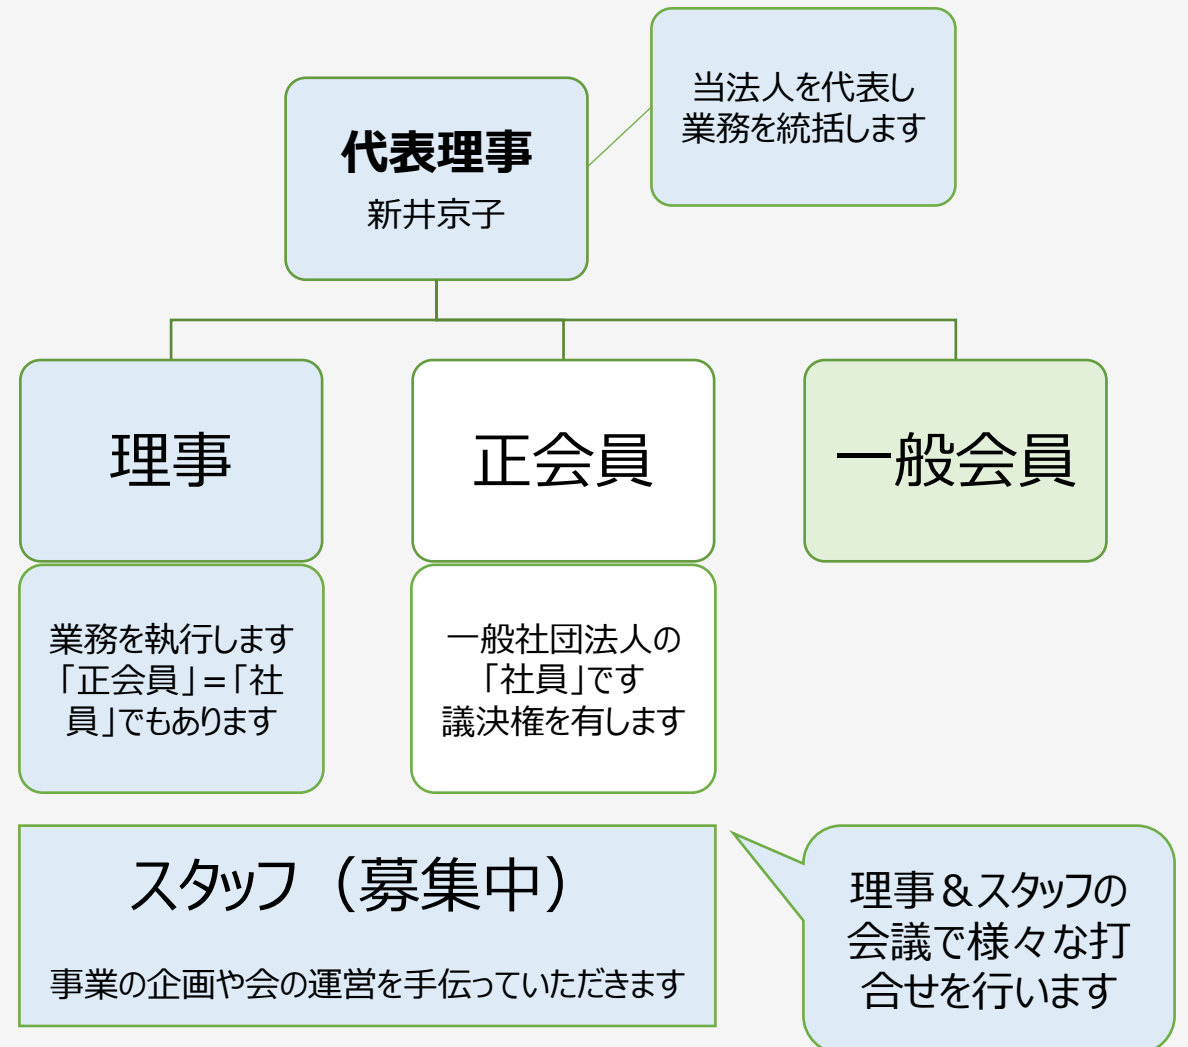 当法人を代表し
業務を統括します
代表理事
新井京子
理事
正会員
一般会員
業務を執行します
「正会員」=「社
員」でもあります
一般社団法人の
「社員」です
議決権を有します
スタッフ（募集中）
事業の企画や会の運営を手伝っていただきます
理事＆スタッフの
会議で様々な打
合せを行います